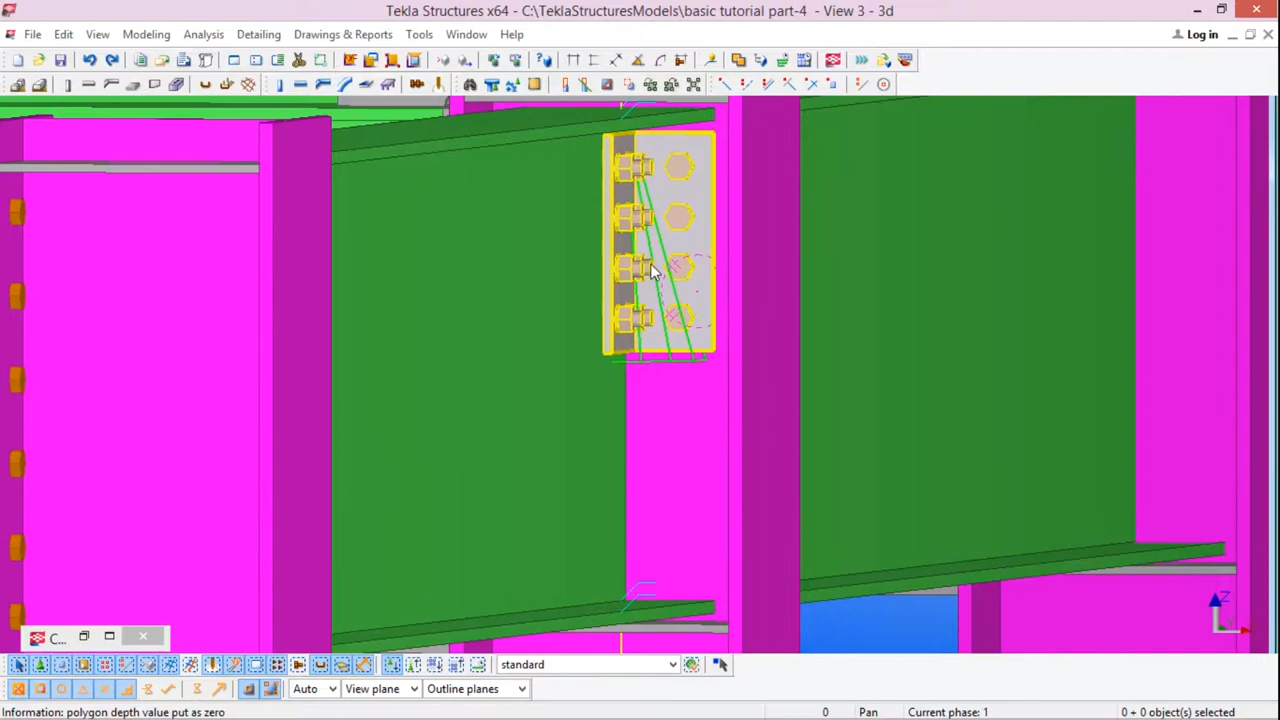 Tekla Structures x64 - C:\TeklaStructuresModels\basic tutorial part-4 - View 3 - 3d
File Edit View Modeling Analysis Detailing Drawings & Reports Tools Window Help Log in
Z
C...
standard
Auto View plane Outline planes
Information: polygon depth value put as zero 0 Pan Current phase: 1 0 + 0 object(s) selected